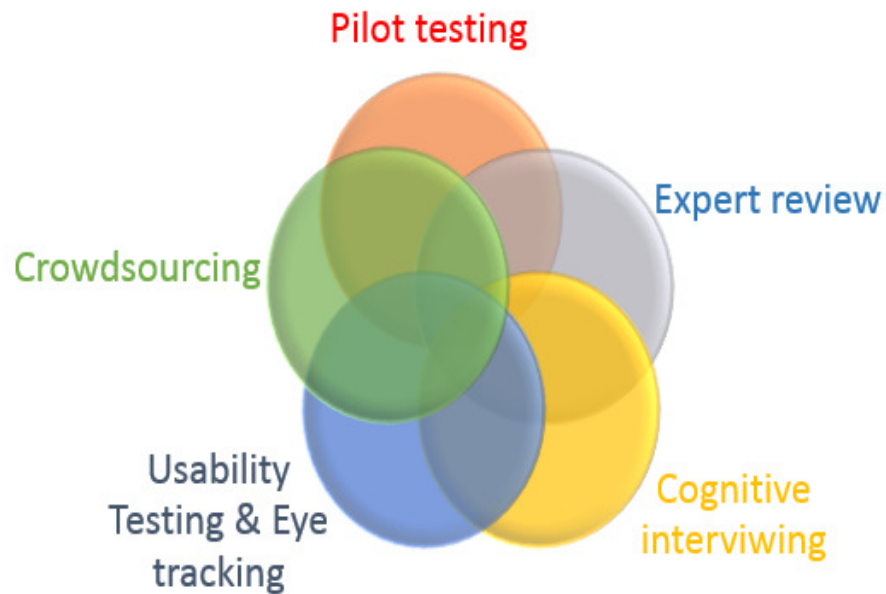 Pilot testing
Expert review
Crowdsourcing
Usability
Testing & Eye
tracking
Cognitive
interviwing